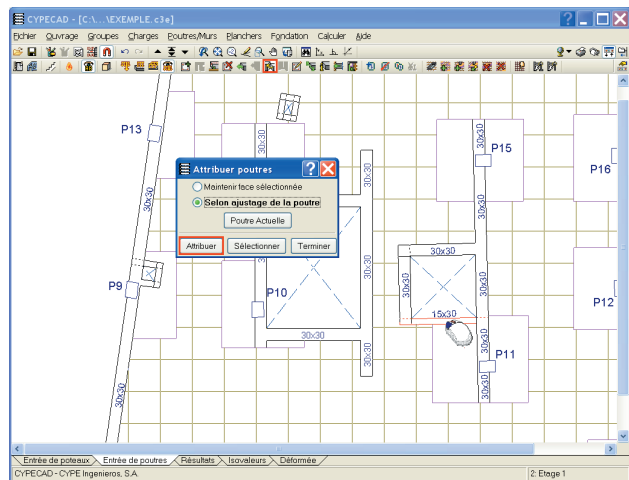 CYPECAD - [C:\...\EXEMPLE.c3e]
Fichier Ouvrage Groupes Charges Poutres/Murs Planchers Fondation Calculer Aide
P13
30x30
30x30
P15
P16
Attribuer poutres
Maintenir face sélectionnée
Selon ajustage de la poutre
Poutre Actuelle
Attribuer Sélectionner Terminer
30x30
30x30
30x30
30x30
P9
P10
30x30
30x30
30x30
30x30
P12
15x30
30x30
30x30
30x30
P11
30x30
30x30
Entrée de poteaux Entrée de poutres Résultats Isovaleurs Déformée
CYPECAD - CYPE Ingenieros, S.A.
2: Etage 1